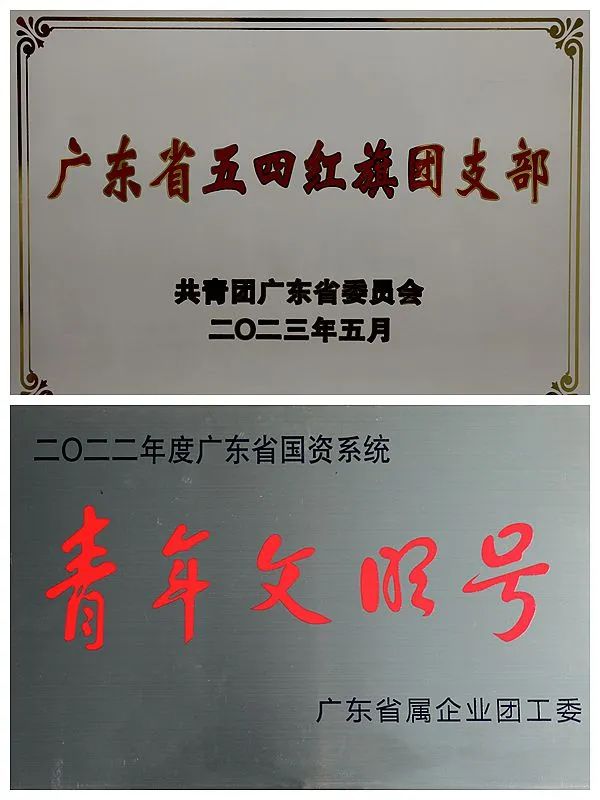 广东省五四红旗团支部
共青团广东省委员会
二〇二三年五月
二〇二二年度广东省国资系统
青年文明号
广东省属企业团工委